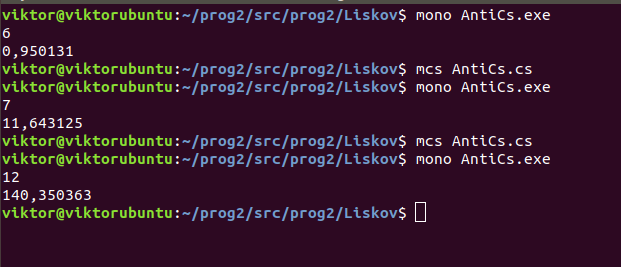 viktor@viktorubuntu:~/prog2/src/prog2/Liskov$ mono AntiCs.exe
6
0,950131
viktor@viktorubuntu:~/prog2/src/prog2/Liskov$ mcs AntiCs.cs
viktor@viktorubuntu:~/prog2/src/prog2/Liskov$ mono AntiCs.exe
7
11,643125
viktor@viktorubuntu:~/prog2/src/prog2/Liskov$ mcs AntiCs.cs
viktor@viktorubuntu:~/prog2/src/prog2/Liskov$ mono AntiCs.exe
12
140,350363
viktor@viktorubuntu:~/prog2/src/prog2/Liskov$